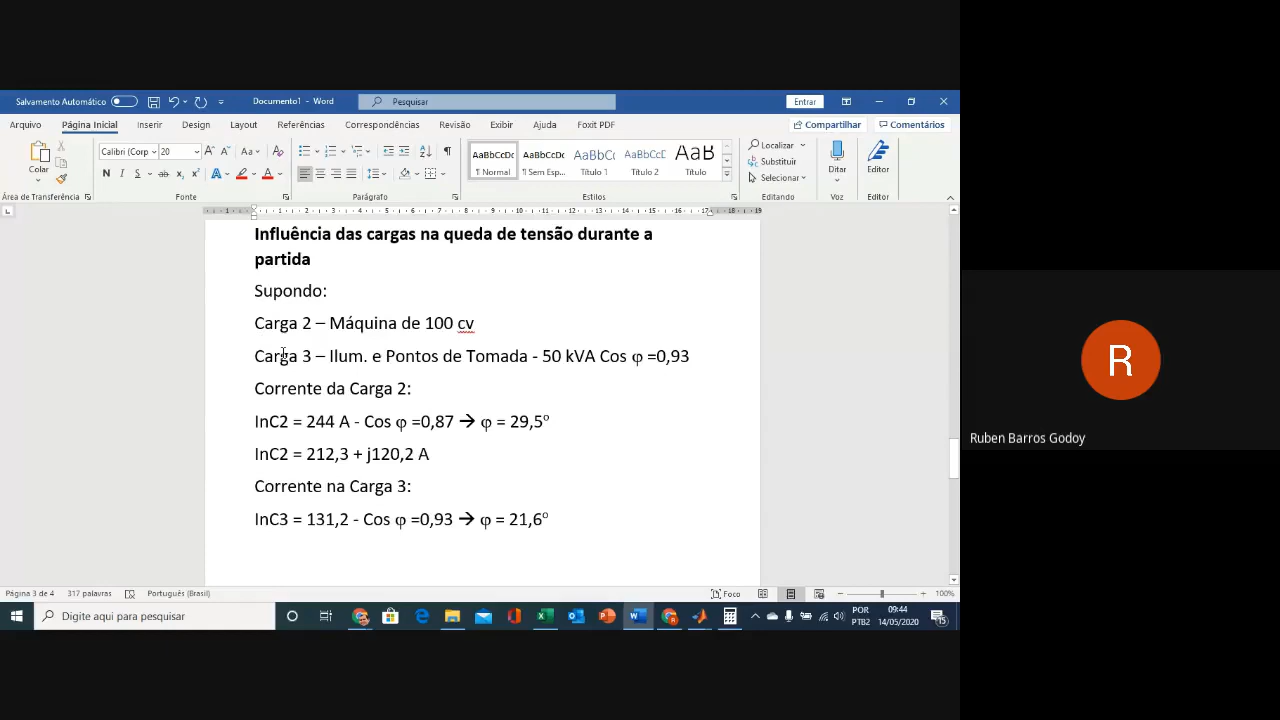 Salvamento Automático
Documento1 - Word
Pesquisar
Entrar
Arquivo Página Inicial Inserir Design Layout Referências Correspondências Revisão Exibir Ajuda Foxit PDF
Compartilhar Comentários
Colar
Calibri (Corp 20
N I S
AaBbCcDc AaBbCcDc AaBbCc AaBbCcC AaB
¶ Normal ¶ Sem Esp... Título 1 Título 2 Título
Localizar
Substituir
Selecionar
Ditar
Editor
Área de Transferência Fonte Parágrafo Estilos Editando Voz Editor
Influência das cargas na queda de tensão durante a
partida
Supondo:
Carga 2 – Máquina de 100 cv
Carga 3 – Ilum. e Pontos de Tomada - 50 kVA Cos φ =0,93
Corrente da Carga 2:
InC2 = 244 A - Cos φ =0,87 → φ = 29,5º
InC2 = 212,3 + j120,2 A
Corrente na Carga 3:
InC3 = 131,2 - Cos φ =0,93 → φ = 21,6º
Página 3 de 4 317 palavras Português (Brasil)
Foco
100%
Digite aqui para pesquisar
POR
PTB2
09:44
14/05/2020
15
R
Ruben Barros Godoy